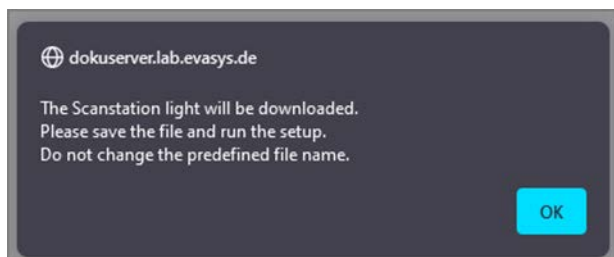 dokuserver.lab.evasys.de
The Scanstation light will be downloaded.
Please save the file and run the setup.
Do not change the predefined file name.
OK